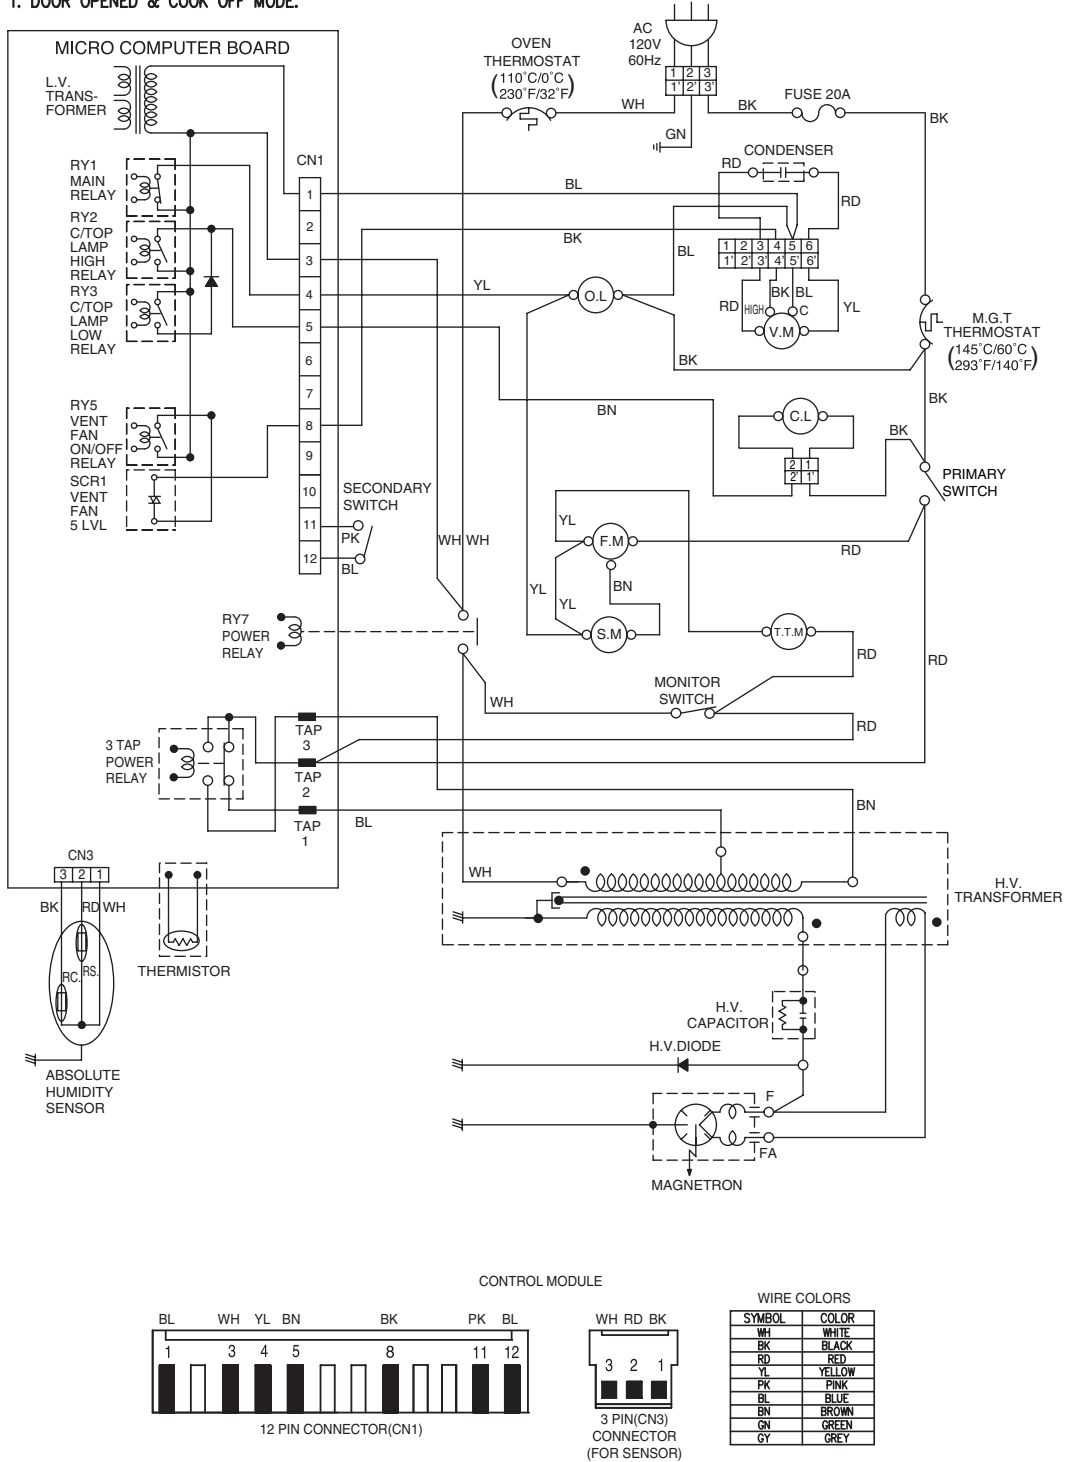 1. DOOR OPENED & COOK OFF MODE.
MICRO COMPUTER BOARD
L.V.
TRANS-
FORMER
RY1
MAIN
RELAY
RY2
C/TOP
LAMP
HIGH
RELAY
RY3
C/TOP
LAMP
LOW
RELAY
RY5
VENT
FAN
ON/OFF
RELAY
SCR1
VENT
FAN
5 LVL
CN1
1
2
3
4
5
6
7
8
9
10
11
12
SECONDARY
SWITCH
PK
BL
OVEN
THERMOSTAT
(110˚C/0˚C
230˚F/32˚F)
AC
120V
60Hz
1 2 3
1' 2' 3'
WH
BK
GN
FUSE 20A
BK
CONDENSER
RD
RD
BL
BK
BL
YL
1 2 3 4 5 6
1' 2' 3' 4' 5' 6'
RD
BK
BL
YL
HIGH
C
V.M
O.L
BK
M.G.T
THERMOSTAT
(145˚C/60˚C
293˚F/140˚F)
BK
BN
C.L
2 1
2' 1'
BK
PRIMARY
SWITCH
YL
F.M
RD
WH WH
YL
YL
BN
S.M
T.T.M
RD
RD
RY7
POWER
RELAY
MONITOR
SWITCH
WH
RD
3 TAP
POWER
RELAY
TAP
3
TAP
2
TAP
1
BL
BN
CN3
3 2 1
BK
RD
WH
RC.
RS.
THERMISTOR
ABSOLUTE
HUMIDITY
SENSOR
WH
H.V.
TRANSFORMER
H.V.
CAPACITOR
H.V.DIODE
F
FA
MAGNETRON
CONTROL MODULE
BL WH YL BN BK PK BL
1 3 4 5 8 11 12
12 PIN CONNECTOR(CN1)
WH RD BK
3 2 1
3 PIN(CN3)
CONNECTOR
(FOR SENSOR)
WIRE COLORS
SYMBOL COLOR
WH WHITE
BK BLACK
RD RED
YL YELLOW
PK PINK
BL BLUE
BN BROWN
GN GREEN
GY GREY